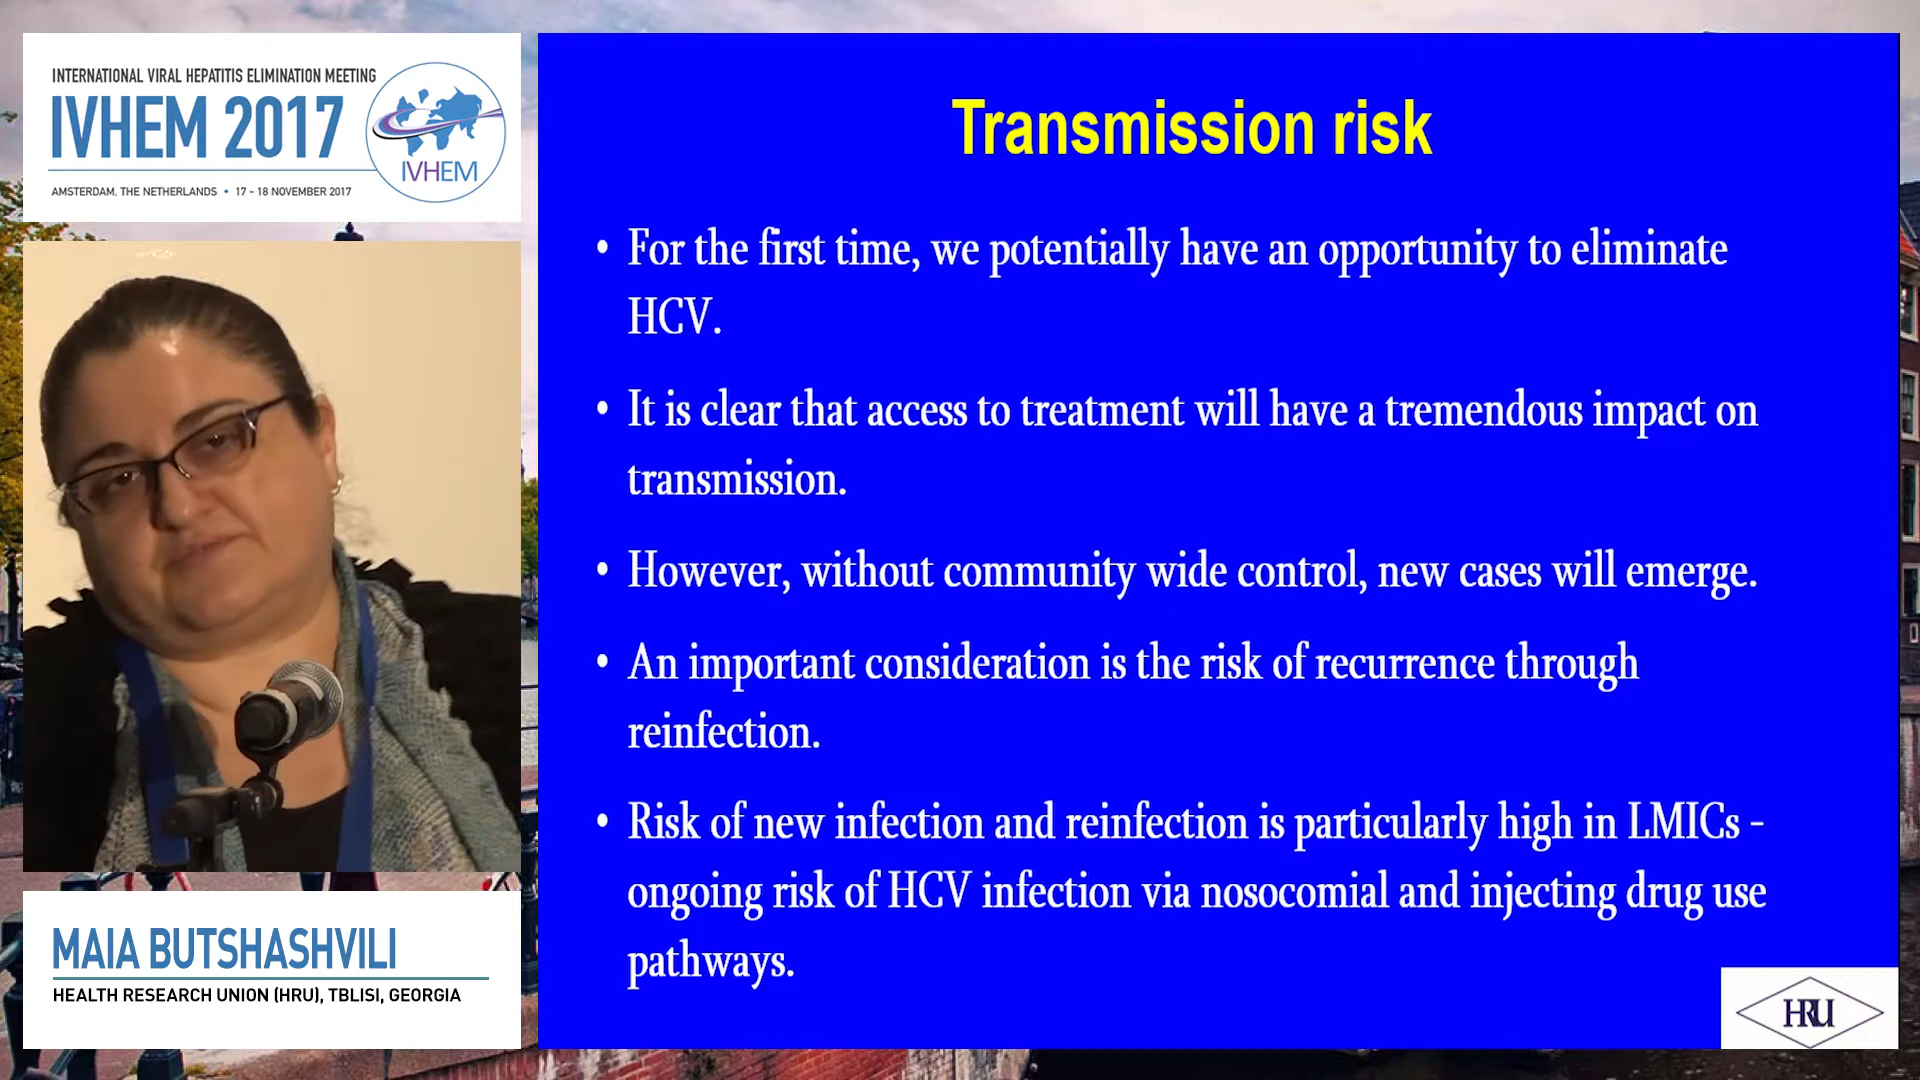 INTERNATIONAL VIRAL HEPATITIS ELIMINATION MEETING
IVHEM 2017
IVHEM
AMSTERDAM, THE NETHERLANDS • 17 - 18 NOVEMBER 2017
MAIA BUTSHASHVILI
HEALTH RESEARCH UNION (HRU), TBLISI, GEORGIA
Transmission risk
• For the first time, we potentially have an opportunity to eliminate
HCV.
• It is clear that access to treatment will have a tremendous impact on
transmission.
• However, without community wide control, new cases will emerge.
• An important consideration is the risk of recurrence through
reinfection.
• Risk of new infection and reinfection is particularly high in LMICs -
ongoing risk of HCV infection via nosocomial and injecting drug use
pathways.
HRU